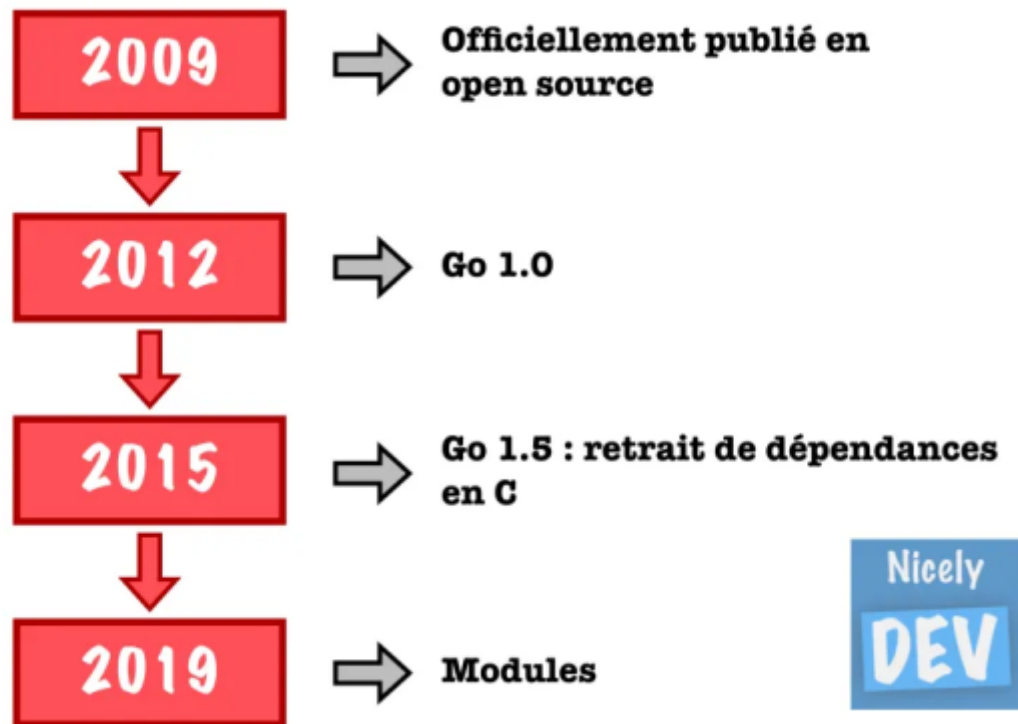 2009
Officiellement publié en
open source
2012
Go 1.0
2015
Go 1.5 : retrait de dépendances
en C
2019
Modules
Nicely
DEV